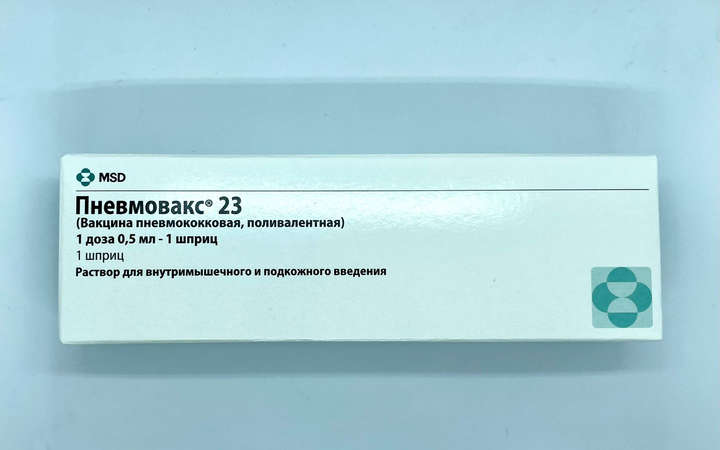 MSD
Пневмовакс® 23
(Вакцина пневмококковая, поливалентная)
1 доза 0,5 мл - 1 шприц
1 шприц
Раствор для внутримышечного и подкожного введения